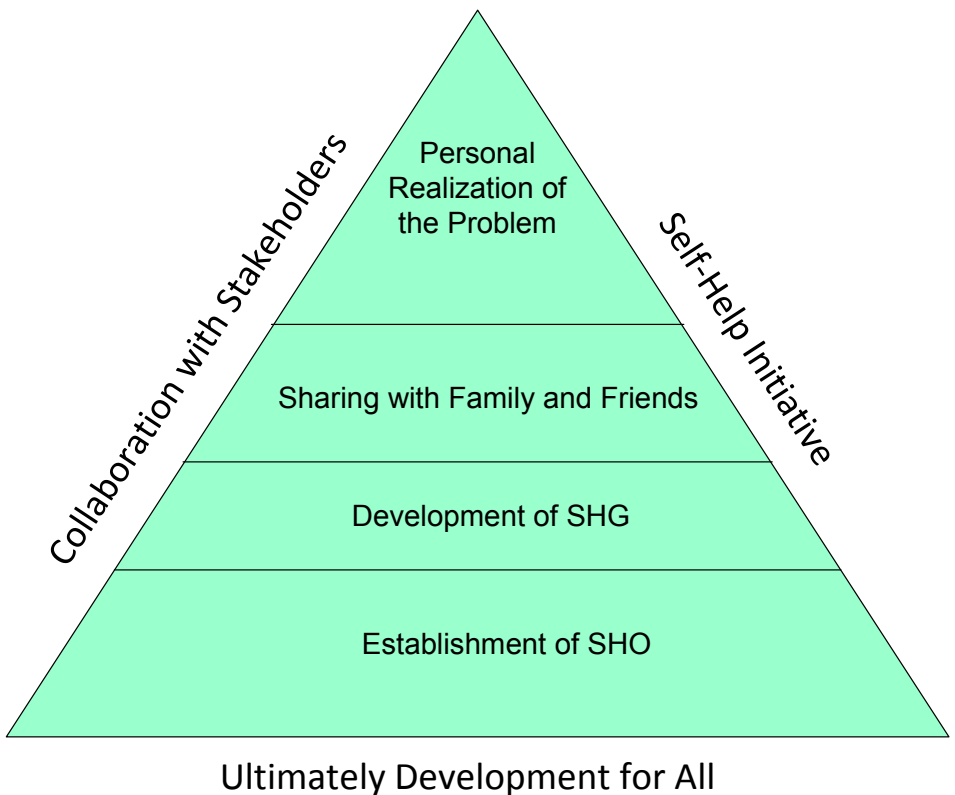 Personal
Realization of
the Problem
Collaboration with Stakeholders
Self-Help Initiative
Sharing with Family and Friends
Development of SHG
Establishment of SHO
Ultimately Development for All